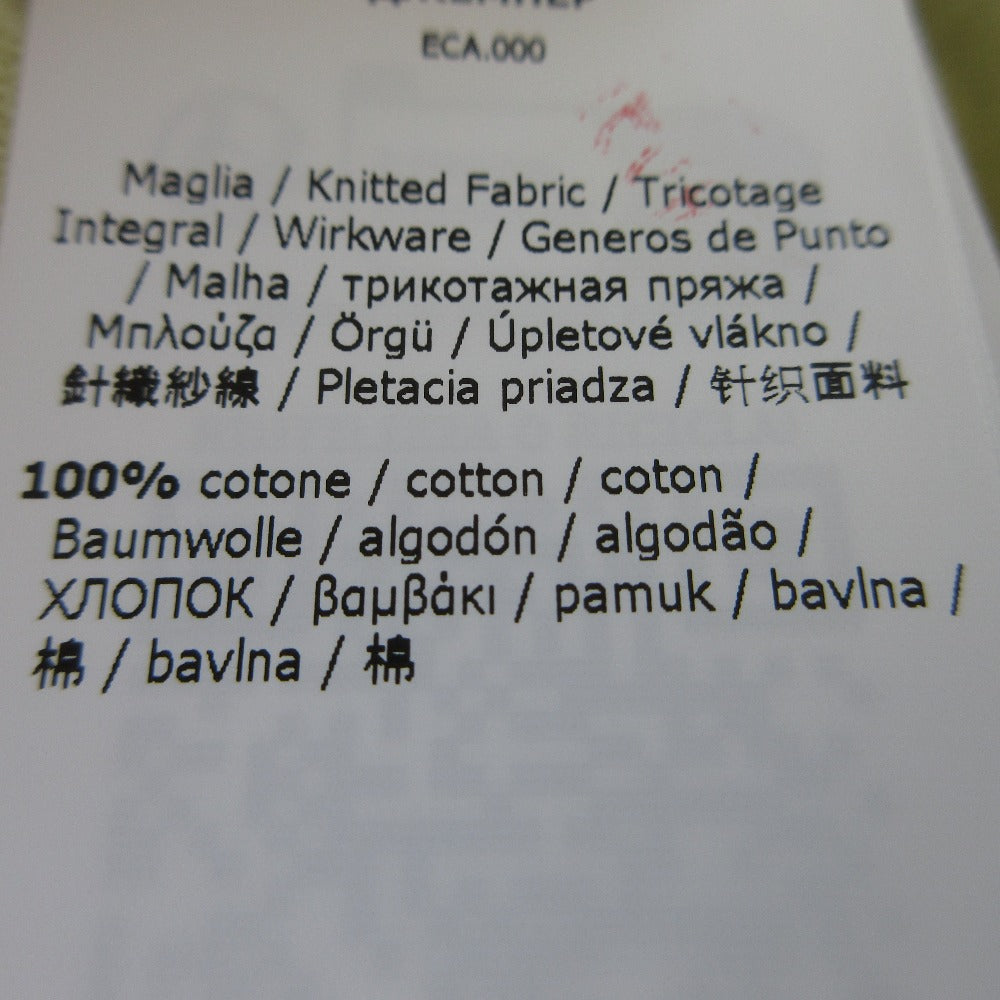 ECA.000
Maglia / Knitted Fabric / Tricotage
Integral / Wirkware / Generos de Punto
/ Malha / трикотажная пряжа /
Μπλούζα / Örgü / Úpletové vlákno /
針織紗線 / Pletacia priadza / 针织面料
100% cotone / cotton / coton /
Baumwolle / algodón / algodão /
ХЛОПОК / βαμβάκι / pamuk / bavlna /
棉 / bavlna / 棉